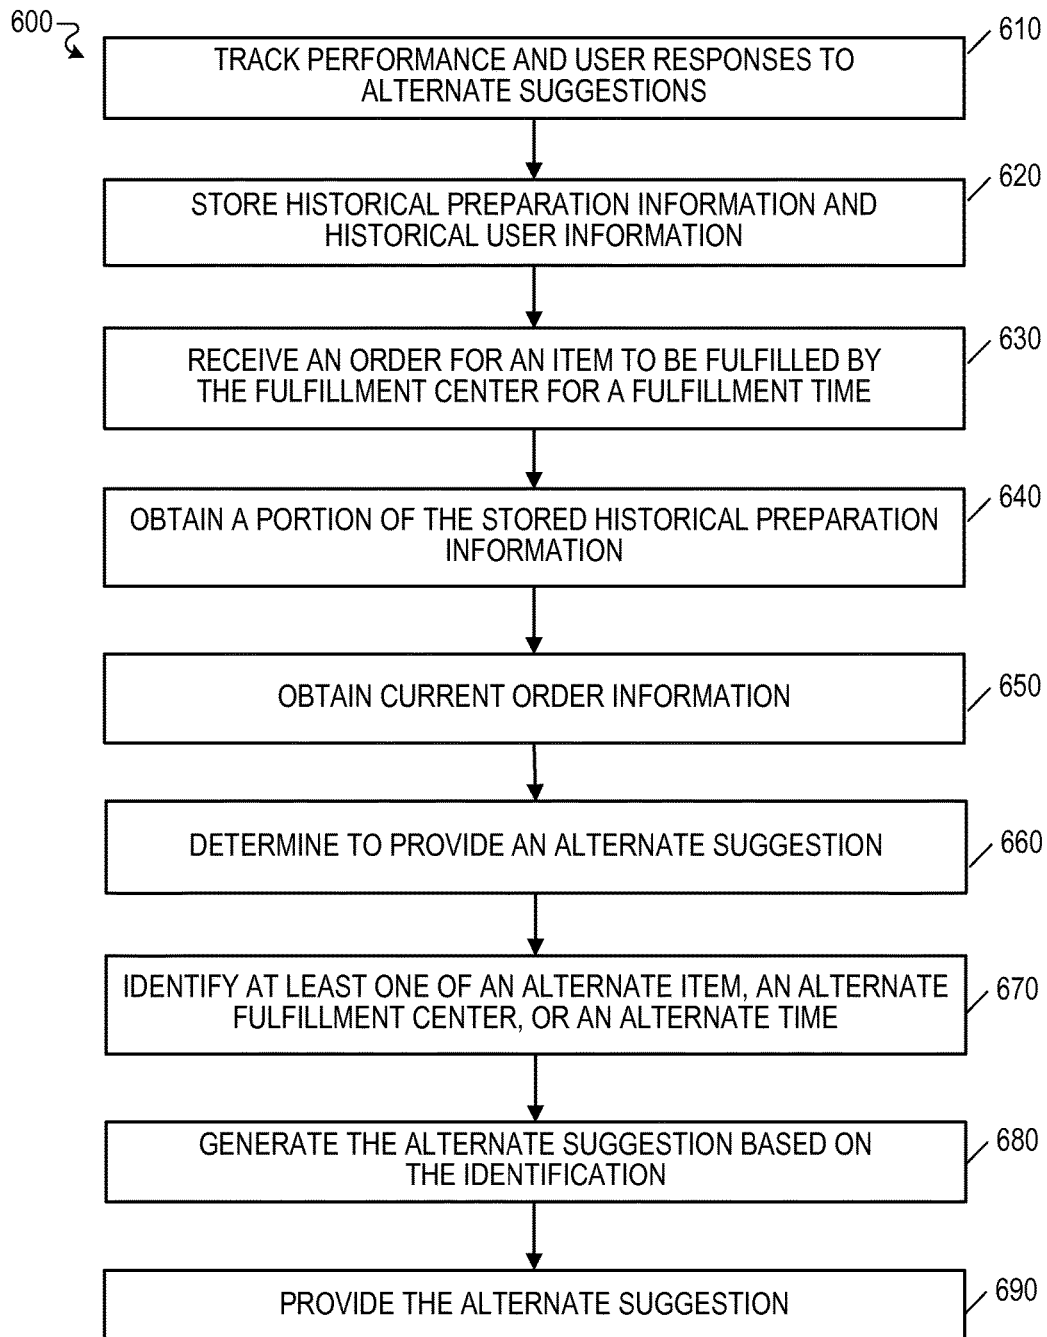 600
610
TRACK PERFORMANCE AND USER RESPONSES TO
ALTERNATE SUGGESTIONS
620
STORE HISTORICAL PREPARATION INFORMATION AND
HISTORICAL USER INFORMATION
630
RECEIVE AN ORDER FOR AN ITEM TO BE FULFILLED BY
THE FULFILLMENT CENTER FOR A FULFILLMENT TIME
640
OBTAIN A PORTION OF THE STORED HISTORICAL PREPARATION
INFORMATION
650
OBTAIN CURRENT ORDER INFORMATION
660
DETERMINE TO PROVIDE AN ALTERNATE SUGGESTION
670
IDENTIFY AT LEAST ONE OF AN ALTERNATE ITEM, AN ALTERNATE
FULFILLMENT CENTER, OR AN ALTERNATE TIME
680
GENERATE THE ALTERNATE SUGGESTION BASED ON
THE IDENTIFICATION
690
PROVIDE THE ALTERNATE SUGGESTION